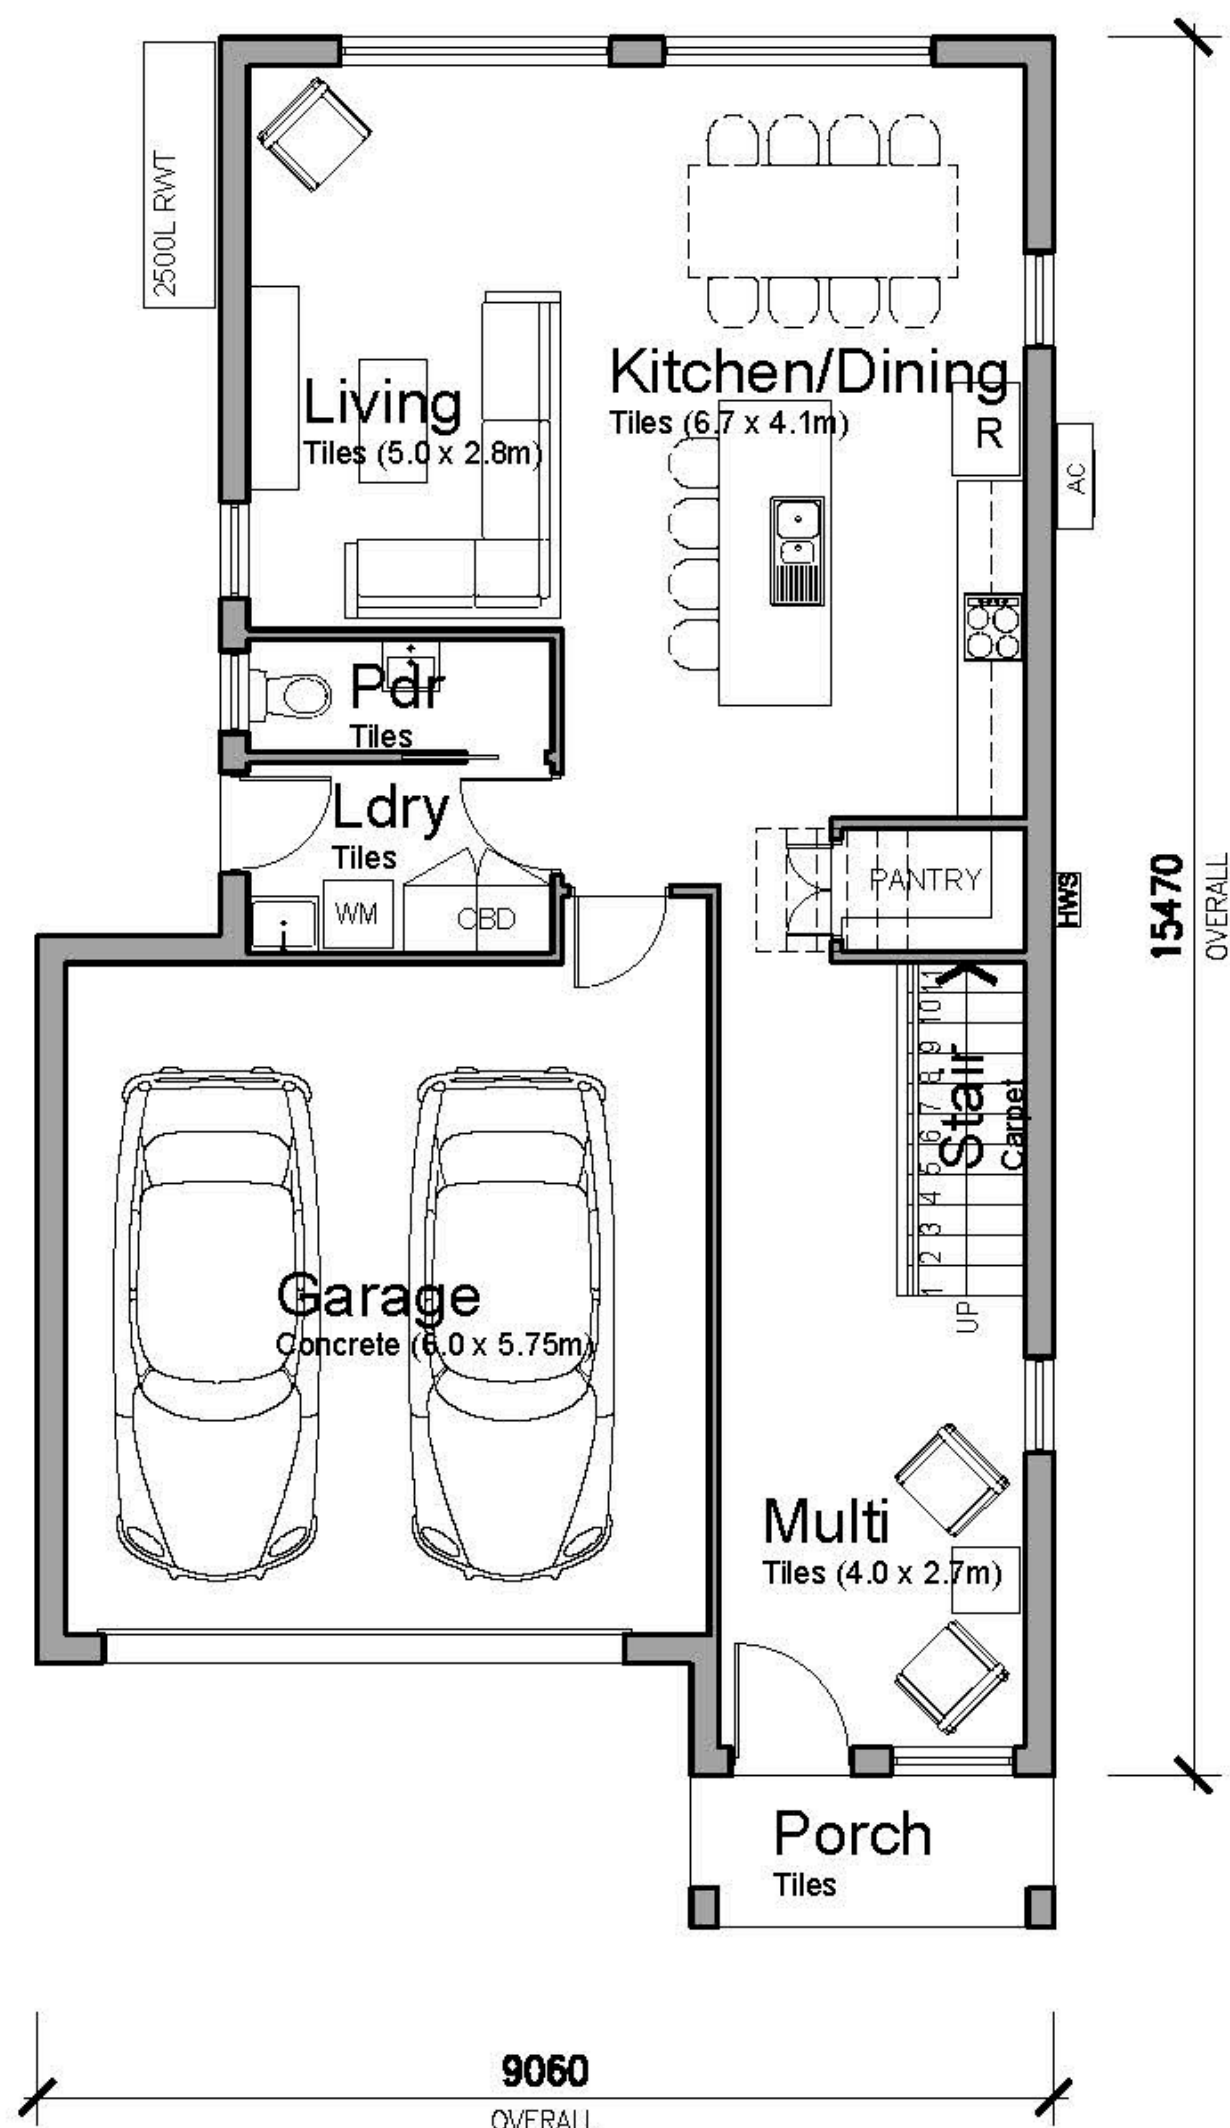 2500L RWT
Kitchen/Dining
Tiles (6.7 x 4.1m)
Living
Tiles (5.0 x 2.8m)
R
AC
Pdr
Tiles
Ldry
Tiles
WM
CBD
PANTRY
HWS
15470
OVERALL
11
10
9
8
7
6
5
4
3
2
1
Stair
Carpet
UP
Garage
Concrete (6.0 x 5.75m)
Multi
Tiles (4.0 x 2.7m)
Porch
Tiles
9060
OVERALL